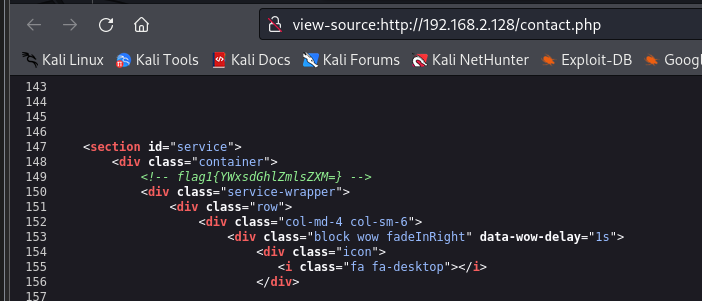 view-source:http://192.168.2.128/contact.php
Kali Linux Kali Tools Kali Docs Kali Forums Kali NetHunter Exploit-DB
143
144
145
146
147 <section id="service">
148 <div class="container">
149 <!-- flag1{YWxsdGhlZmlsZXM=} -->
150 <div class="service-wrapper">
151 <div class="row">
152 <div class="col-md-4 col-sm-6">
153 <div class="block wow fadeInRight" data-wow-delay="1s">
154 <div class="icon">
155 <i class="fa fa-desktop"></i>
156 </div>
157